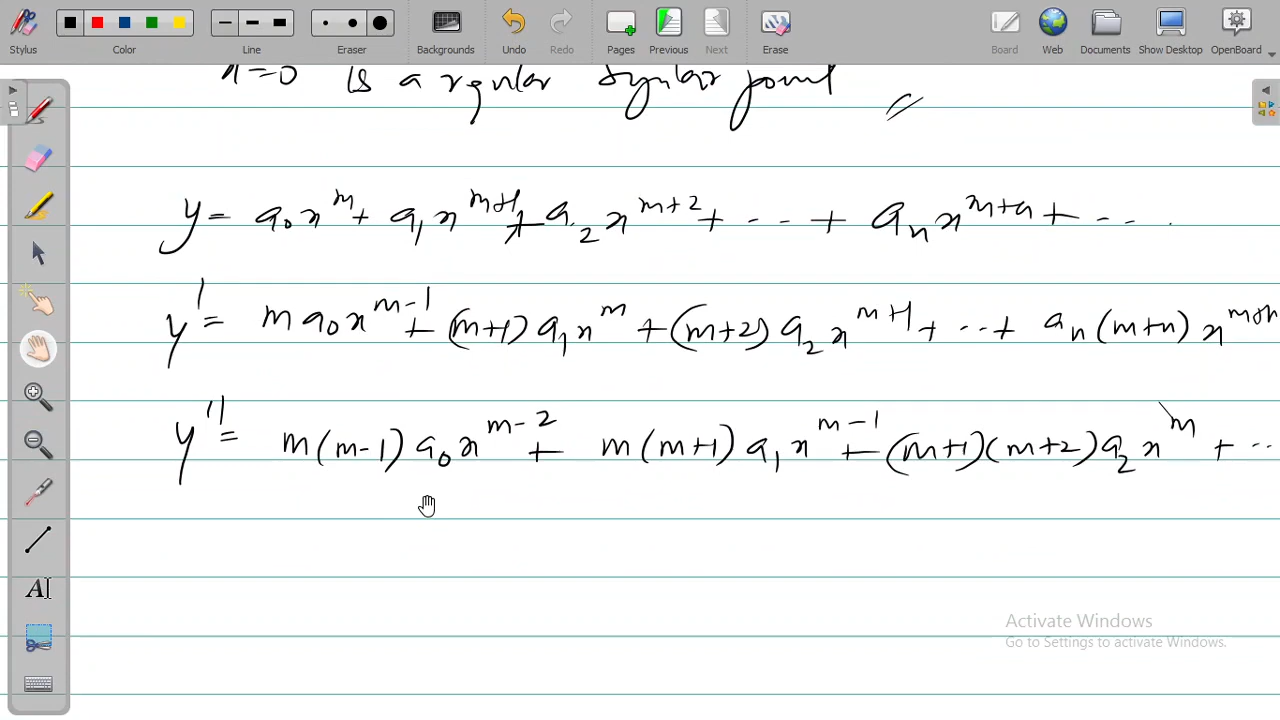 Stylus Color Line Eraser Backgrounds Undo Redo Pages Previous Next Erase Board Web Documents Show Desktop OpenBoard
x=0 is a regular singular point
y = a₀x^m + a₁x^{m+1} + a₂x^{m+2} + ---- + aₙx^{m+n} + ----
y' = m a₀x^{m-1} + (m+1) a₁x^m + (m+2) a₂x^{m+1} + --- + aₙ(m+n) x^{m+n
y'' = m(m-1) a₀x^{m-2} + m(m+1) a₁x^{m-1} + (m+1)(m+2) a₂x^m + ---
Activate Windows
Go to Settings to activate Windows.